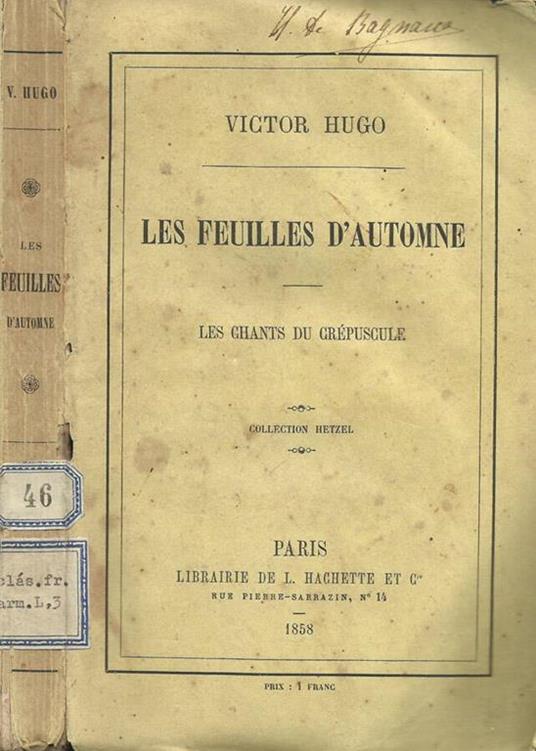 V. HUGO
LES
FEUILLES
D'AUTOMNE
46
clás.fr.
arm.L,3
VICTOR HUGO
LES FEUILLES D'AUTOMNE
LES CHANTS DU CRÉPUSCULE
COLLECTION HETZEL
PARIS
LIBRAIRIE DE L. HACHETTE ET Cie
RUE PIERRE-SARRAZIN, N° 14
1858
PRIX : 1 FRANC